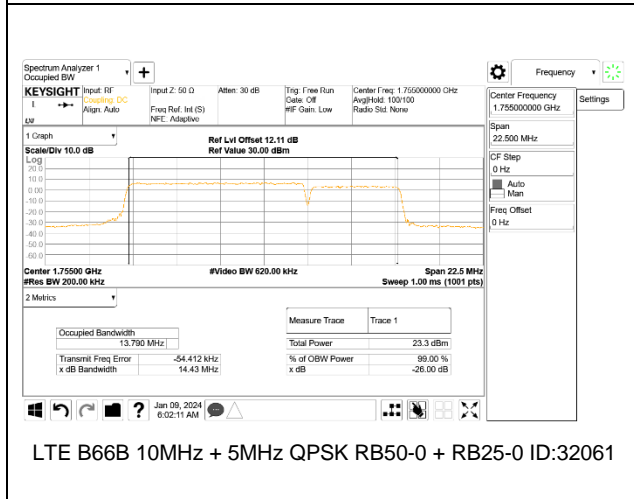 Spectrum Analyzer 1
Occupied BW
Frequency
KEYSIGHT
Input: RF
Coupling: DC
Align: Auto
Input Z: 50 Ω
Freq Ref: Int (S)
NFE: Adaptive
Atten: 30 dB
Trig: Free Run
Gate: Off
#IF Gain: Low
Center Freq: 1.755000000 GHz
Avg|Hold: 100/100
Radio Std: None
Center Frequency
1.755000000 GHz
Settings
Span
22.500 MHz
CF Step
0 Hz
Auto
Man
Freq Offset
0 Hz
1 Graph
Scale/Div 10.0 dB
Ref Lvl Offset 12.11 dB
Ref Value 30.00 dBm
Log
20.0
10.0
0.00
-10.0
-20.0
-30.0
-40.0
-50.0
-60.0
Center 1.75500 GHz
#Video BW 620.00 kHz
Span 22.5 MHz
#Res BW 200.00 kHz
Sweep 1.00 ms (1001 pts)
2 Metrics
Occupied Bandwidth
13.790 MHz
Transmit Freq Error -54.412 kHz
x dB Bandwidth 14.43 MHz
Measure Trace Trace 1
Total Power 23.3 dBm
% of OBW Power 99.00 %
x dB -26.00 dB
Jan 09, 2024
6:02:11 AM
LTE B66B 10MHz + 5MHz QPSK RB50-0 + RB25-0 ID:32061